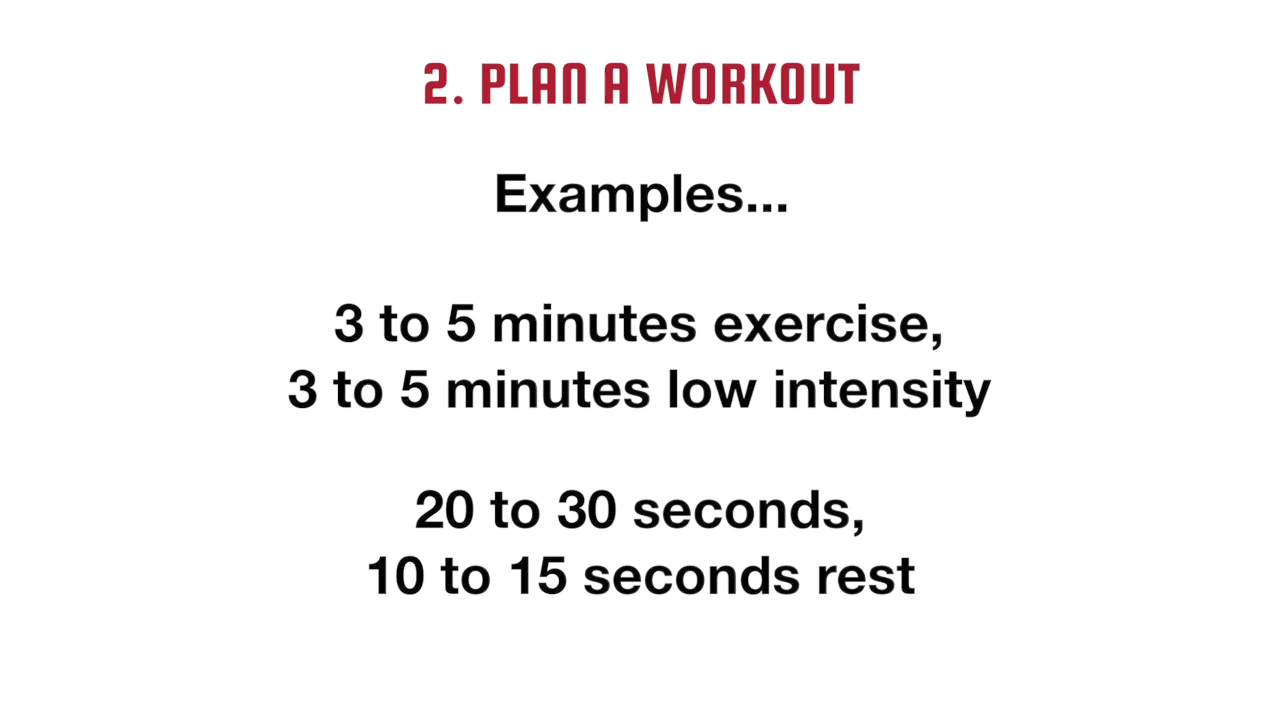 2. PLAN A WORKOUT
Examples...
3 to 5 minutes exercise,
3 to 5 minutes low intensity
20 to 30 seconds,
10 to 15 seconds rest